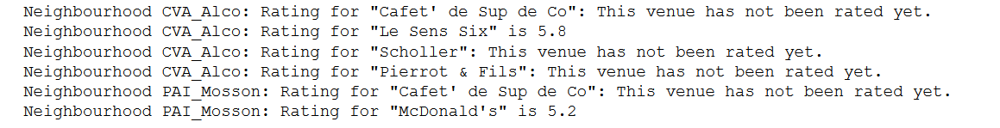 Neighbourhood CVA_Alco: Rating for "Cafet' de Sup de Co": This venue has not been rated yet.
Neighbourhood CVA_Alco: Rating for "Le Sens Six" is 5.8
Neighbourhood CVA_Alco: Rating for "Scholler": This venue has not been rated yet.
Neighbourhood CVA_Alco: Rating for "Pierrot & Fils": This venue has not been rated yet.
Neighbourhood PAI_Mosson: Rating for "Cafet' de Sup de Co": This venue has not been rated yet.
Neighbourhood PAI_Mosson: Rating for "McDonald's" is 5.2